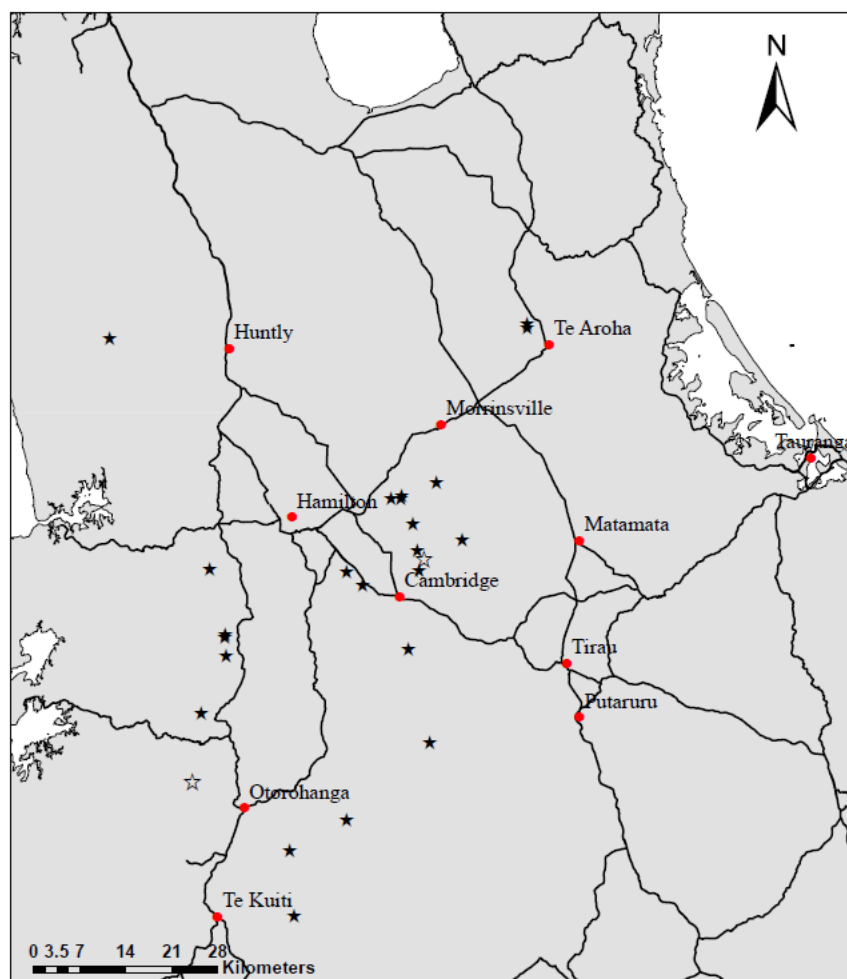 N
Huntly
Te Aroha
Morrinsville
Tauranga
Hamilton
Matamata
Cambridge
Tirau
Putaruru
Otorohanga
Te Kuiti
0 3.5 7 14 21 28
Kilometers